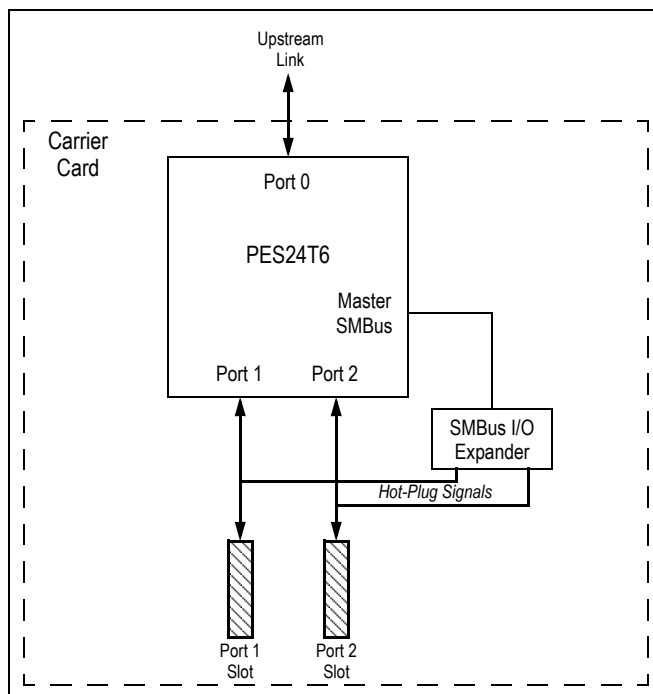 Upstream
Link
Carrier
Card
Port 0
PES24T6
Master
SMBus
Port 1
Port 2
SMBus I/O
Expander
Hot-Plug Signals
Port 1
Slot
Port 2
Slot